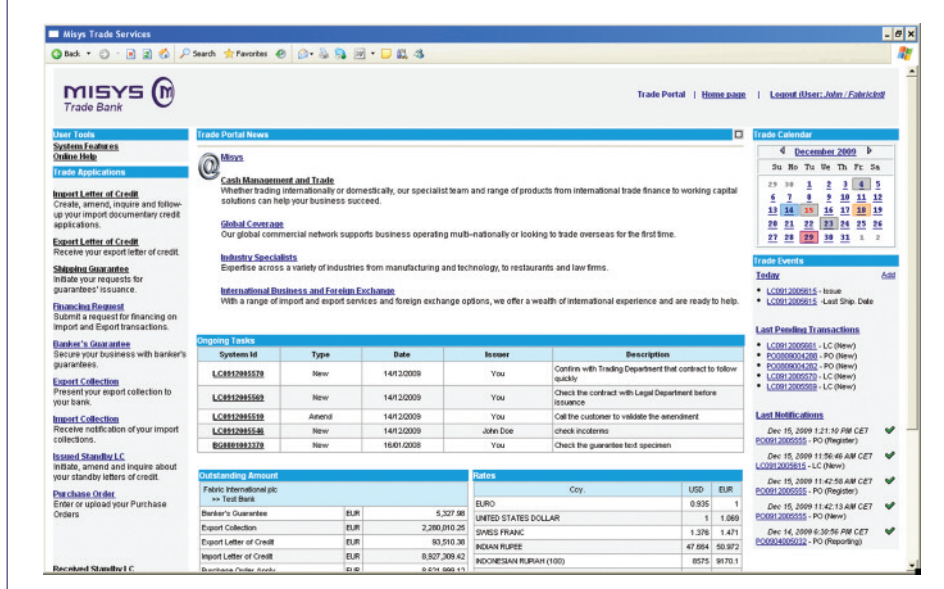 Misys Trade Services
Back
Search Favorites
MISYS
Trade Bank
Trade Portal | Home page | Logout (User: John / Fabricint)
User Tools
System Features
Online Help
Trade Applications
Import Letter of Credit
Create, amend, inquire and follow-
up your import documentary credit
applications.
Export Letter of Credit
Receive your export letter of credit.
Shipping Guarantee
Initiate your requests for
guarantees' issuance.
Financing Request
Submit a request for financing on
Import and Export transactions.
Banker's Guarantee
Secure your business with banker's
guarantees.
Export Collection
Present your export collection to
your bank.
Import Collection
Receive notification of your import
collections.
Issued Standby LC
Initiate, amend and inquire about
your standby letters of credit.
Purchase Order
Enter or upload your Purchase
Orders
Received Standby LC
Trade Portal News
@ Misys
Cash Management and Trade
Whether trading internationally or domestically, our specialist team and range of products from international trade finance to working capital
solutions can help your business succeed.
Global Coverage
Our global commercial network supports business operating multi-nationally or looking to trade overseas for the first time.
Industry Specialists
Expertise across a variety of industries from manufacturing and technology, to restaurants and law firms.
International Business and Foreign Exchange
With a range of import and export services and foreign exchange options, we offer a wealth of international experience and are ready to help.
Ongoing Tasks
System Id Type Date Issuer Description
LC0912005570 New 14/12/2009 You Confirm with Trading Department that contract to follow
quickly
LC0912005569 New 14/12/2009 You Check the contract with Legal Department before
issuance
LC0912005510 Amend 14/12/2009 You Call the customer to validate the amendment
LC0912005546 New 14/12/2009 John Doe check incoterms
BG0801003370 New 16/01/2008 You Check the guarantee text specimen
Outstanding Amount
Fabric International plc
>> Test Bank
Banker's Guarantee EUR 5,327.98
Export Collection EUR 2,280,010.25
Export Letter of Credit EUR 93,510.38
Import Letter of Credit EUR 8,927,309.42
Purchase Order Apply EUR 8,621,999.12
Rates
Ccy. USD EUR
EURO 0.935 1
UNITED STATES DOLLAR 1 1.069
SWISS FRANC 1.376 1.471
INDIAN RUPEE 47.664 50.972
INDONESIAN RUPIAH (100) 8575 9170.1
Trade Calendar
December 2009
Su Mo Tu We Th Fr Sa
29 30 1 2 3 4 5
6 7 8 9 10 11 12
13 14 15 16 17 18 19
20 21 22 23 24 25 26
27 28 29 30 31 1 2
Trade Events
Today Add
LC0912005615 - Issue
LC0912005615 -Last Ship. Date
Last Pending Transactions
LC0912005661 - LC (New)
PO0809004288 - PO (New)
PO0809004282 - PO (New)
LC0912005570 - LC (New)
LC0912005569 - LC (New)
Last Notifications
Dec 15, 2009 1:21:10 PM CET
PO0912005555 - PO (Register)
Dec 15, 2009 11:56:46 AM CET
LC0912005615 - LC (New)
Dec 15, 2009 11:42:58 AM CET
PO0912005555 - PO (Register)
Dec 15, 2009 11:42:13 AM CET
PO0912005555 - PO (New)
Dec 14, 2009 6:30:56 PM CET
PO0904005032 - PO (Reporting)